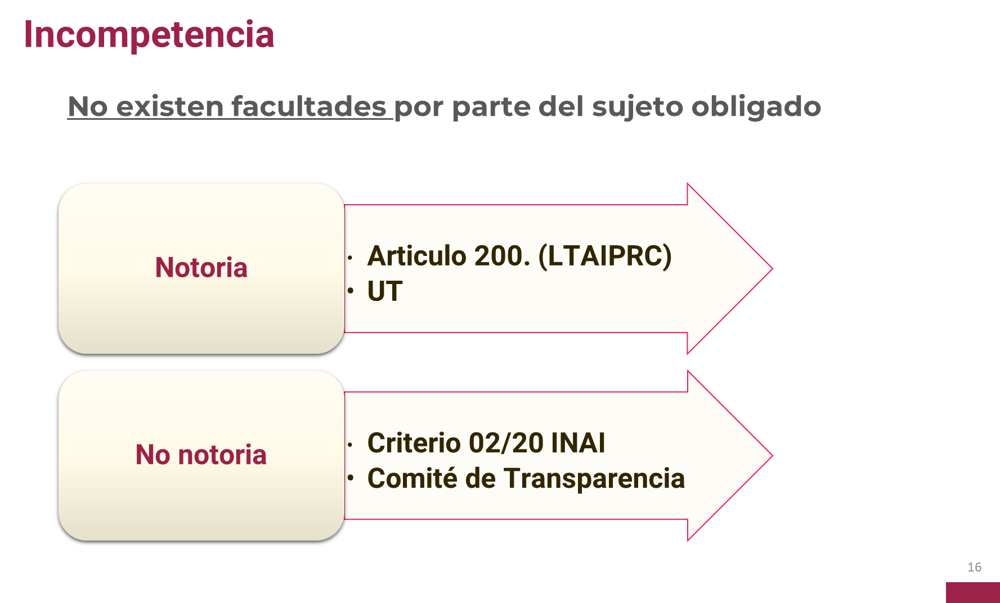 Incompetencia
No existen facultades por parte del sujeto obligado
Notoria
• Articulo 200. (LTAIPRC)
• UT
No notoria
• Criterio 02/20 INAI
• Comité de Transparencia
16